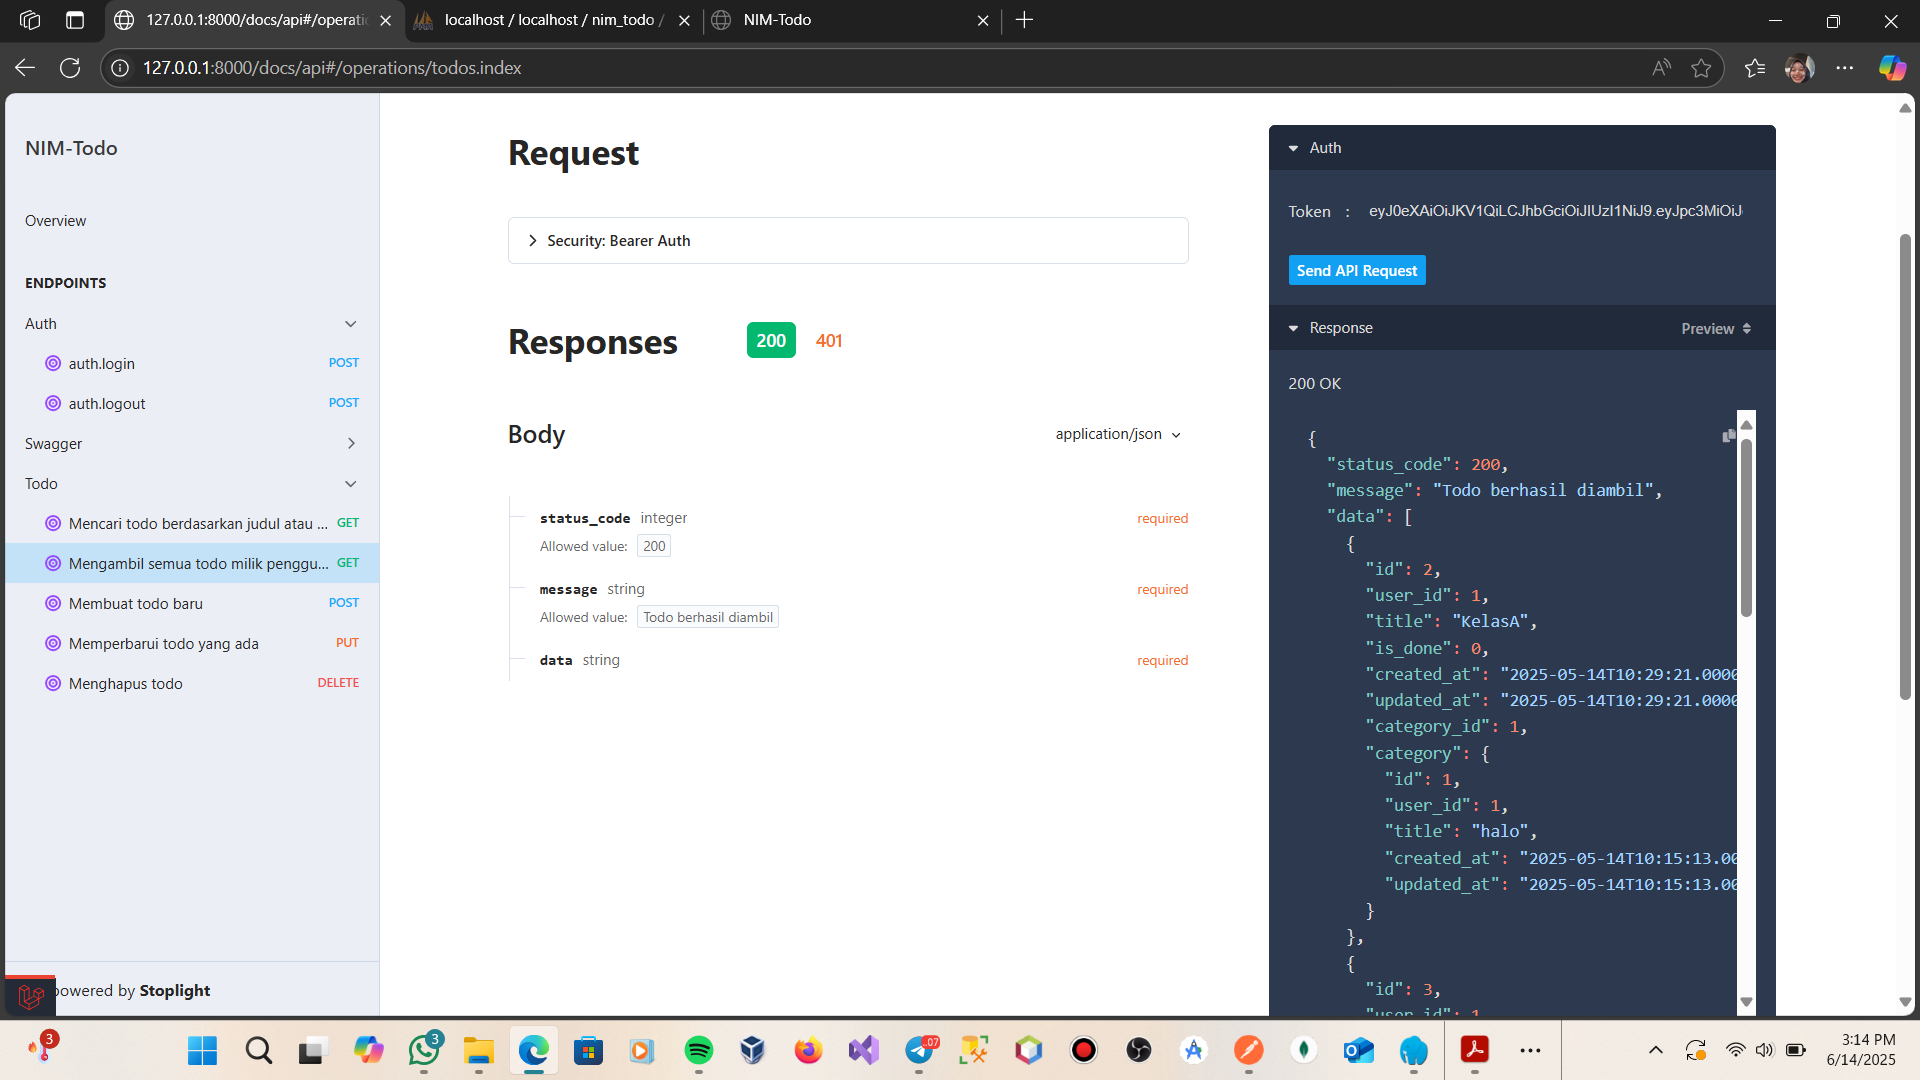 127.0.0.1:8000/docs/api#/operati
localhost / localhost / nim_todo /
NIM-Todo
127.0.0.1:8000/docs/api#/operations/todos.index
NIM-Todo
Overview
ENDPOINTS
Auth
auth.login POST
auth.logout POST
Swagger
Todo
Mencari todo berdasarkan judul atau ... GET
Mengambil semua todo milik penggu... GET
Membuat todo baru POST
Memperbarui todo yang ada PUT
Menghapus todo DELETE
powered by Stoplight
Request
Security: Bearer Auth
Responses 200 401
Body application/json
status_code integer required
Allowed value: 200
message string required
Allowed value: Todo berhasil diambil
data string required
Auth
Token : eyJ0eXAiOiJKV1QiLCJhbGciOiJIUzI1NiJ9.eyJpc3MiOiJ
Send API Request
Response Preview
200 OK
{
"status_code": 200,
"message": "Todo berhasil diambil",
"data": [
{
"id": 2,
"user_id": 1,
"title": "KelasA",
"is_done": 0,
"created_at": "2025-05-14T10:29:21.0000
"updated_at": "2025-05-14T10:29:21.0000
"category_id": 1,
"category": {
"id": 1,
"user_id": 1,
"title": "halo",
"created_at": "2025-05-14T10:15:13.00
"updated_at": "2025-05-14T10:15:13.00
}
},
{
"id": 3,
"user_id": 1
3
3
.07
3:14 PM
6/14/2025